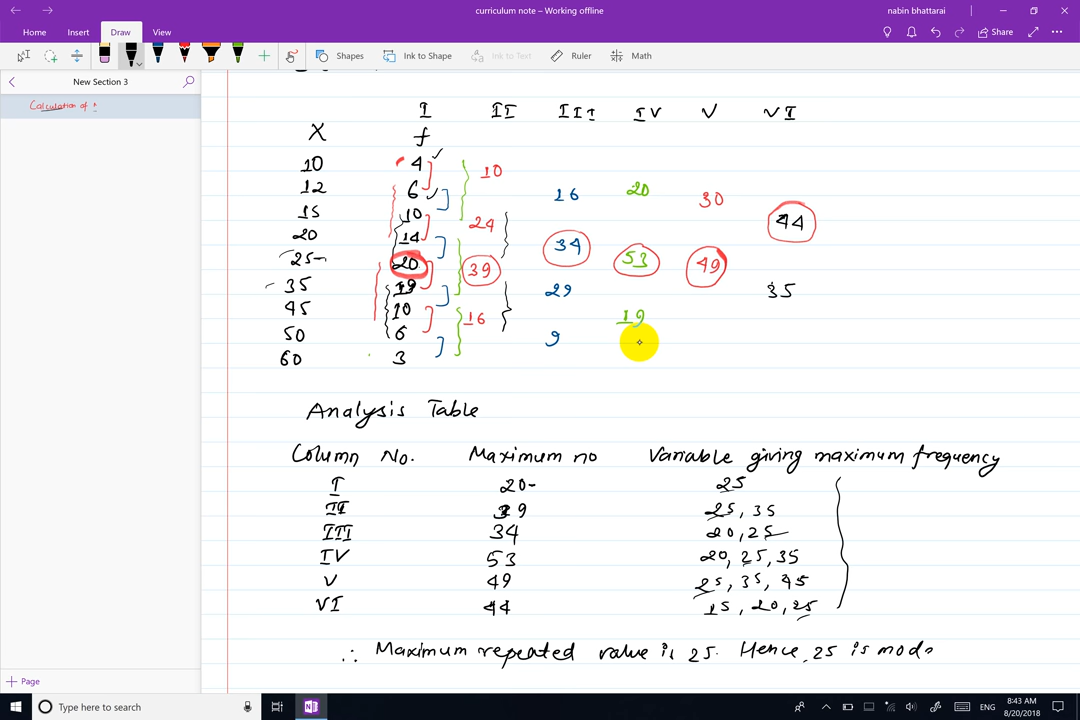 curriculum note – Working offline
nabin bhattarai
Home Insert Draw View
Share
Shapes Ink to Shape Ink to Text Ruler Math
New Section 3
Calculation of
I II III IV V VI
X f
10 4
10
12 6 16 20 30
15 10
24 44
20 14
34 49
25 20 39 53
35 19 29 35
45 10
16 19
50 6 9
60 3
Analysis Table
Column No. Maximum no Variable giving maximum frequency
I 20 25
II 39 25, 35
III 34 20, 25
IV 53 20, 25, 35
V 49 25, 35, 45
VI 44 15, 20, 25
∴ Maximum repeated value is 25. Hence, 25 is mode
+ Page
Type here to search
ENG
8:43 AM
8/20/2018